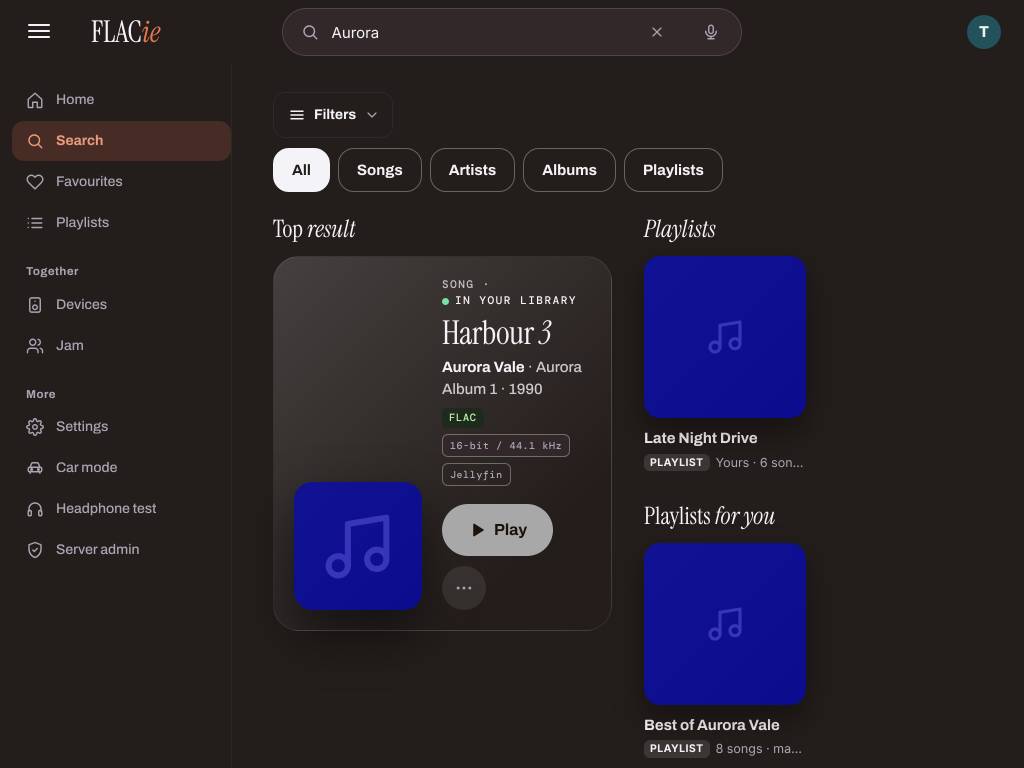 FLACie
Aurora
T
Home
Search
Favourites
Playlists
Together
Devices
Jam
More
Settings
Car mode
Headphone test
Server admin
Filters
All
Songs
Artists
Albums
Playlists
Top result
SONG ·
IN YOUR LIBRARY
Harbour 3
Aurora Vale · Aurora
Album 1 · 1990
FLAC
16-bit / 44.1 kHz
Jellyfin
Play
Playlists
Late Night Drive
PLAYLIST Yours · 6 son...
Playlists for you
Best of Aurora Vale
PLAYLIST 8 songs · ma...